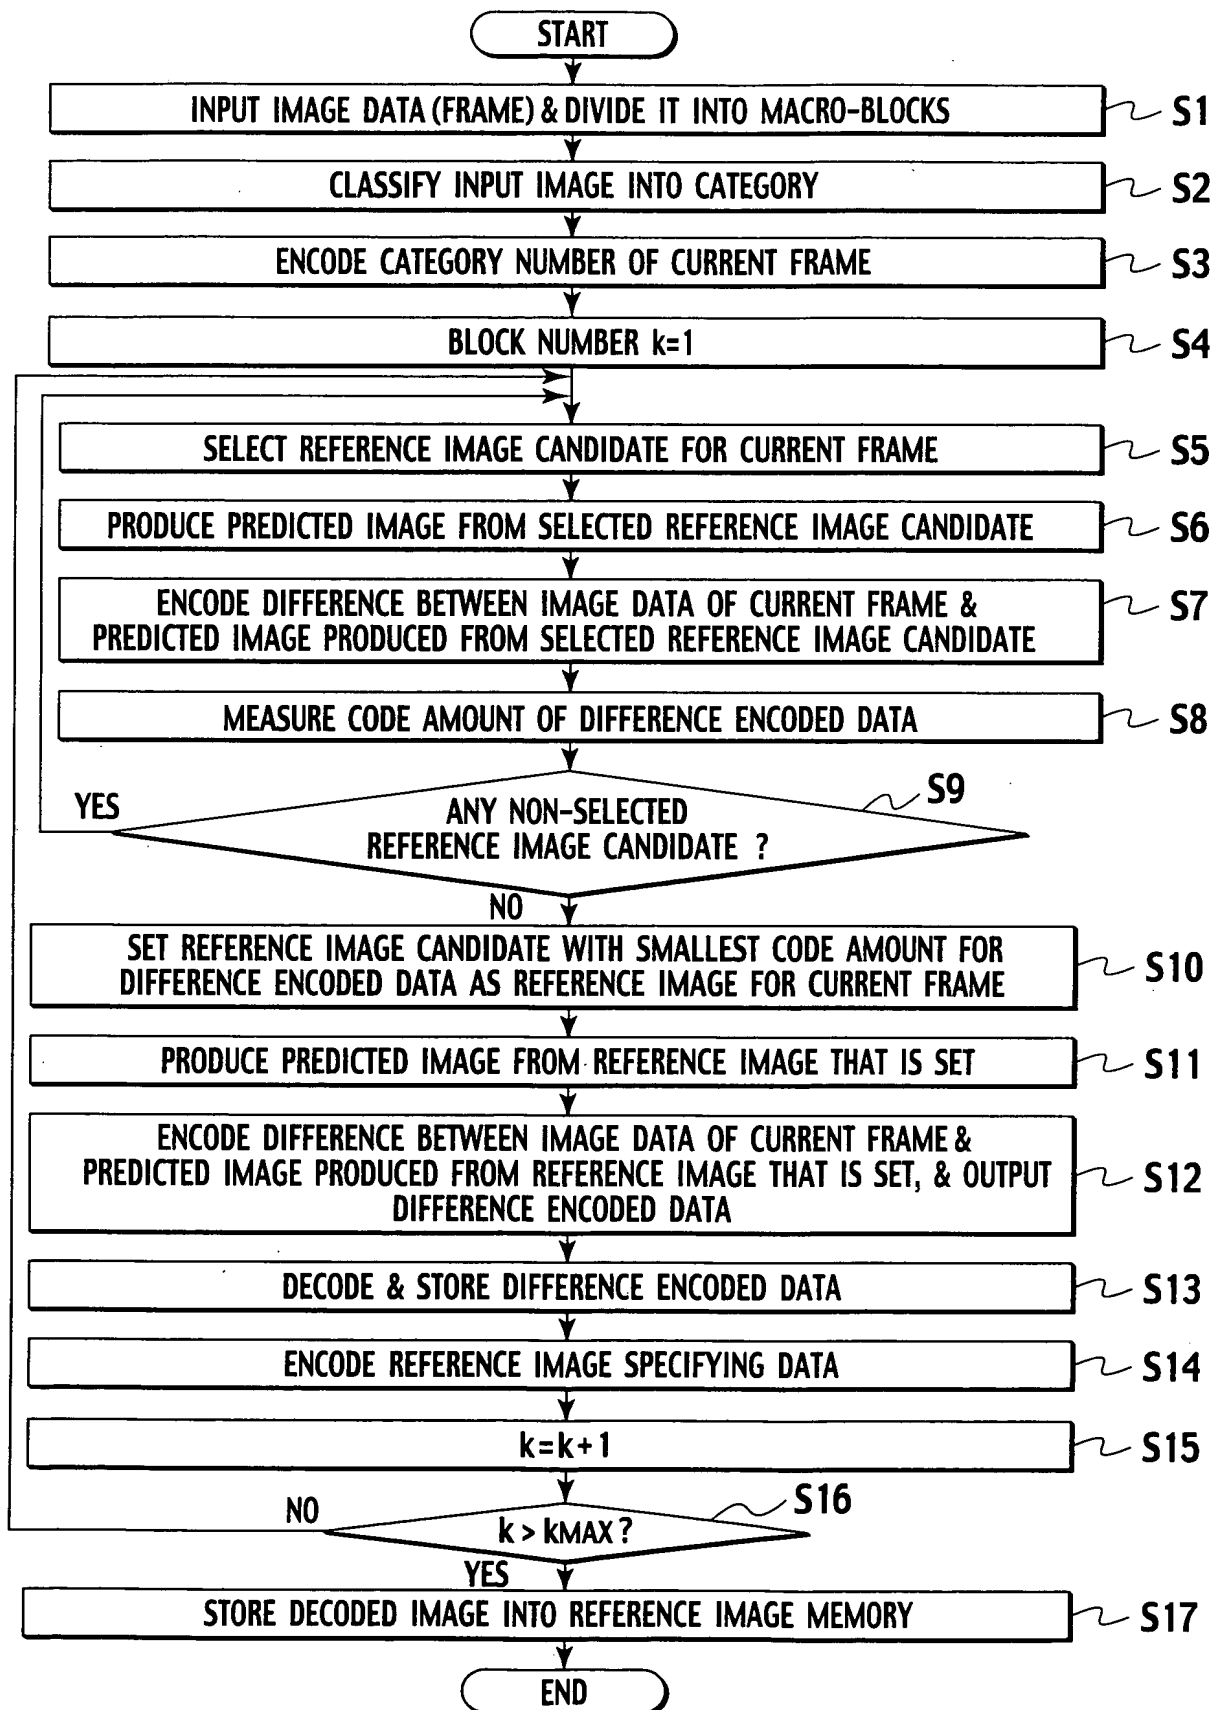 START
INPUT IMAGE DATA (FRAME) & DIVIDE IT INTO MACRO-BLOCKS
S1
CLASSIFY INPUT IMAGE INTO CATEGORY
S2
ENCODE CATEGORY NUMBER OF CURRENT FRAME
S3
BLOCK NUMBER k=1
S4
SELECT REFERENCE IMAGE CANDIDATE FOR CURRENT FRAME
S5
PRODUCE PREDICTED IMAGE FROM SELECTED REFERENCE IMAGE CANDIDATE
S6
ENCODE DIFFERENCE BETWEEN IMAGE DATA OF CURRENT FRAME &
PREDICTED IMAGE PRODUCED FROM SELECTED REFERENCE IMAGE CANDIDATE
S7
MEASURE CODE AMOUNT OF DIFFERENCE ENCODED DATA
S8
YES
ANY NON-SELECTED
REFERENCE IMAGE CANDIDATE ?
S9
NO
SET REFERENCE IMAGE CANDIDATE WITH SMALLEST CODE AMOUNT FOR
DIFFERENCE ENCODED DATA AS REFERENCE IMAGE FOR CURRENT FRAME
S10
PRODUCE PREDICTED IMAGE FROM REFERENCE IMAGE THAT IS SET
S11
ENCODE DIFFERENCE BETWEEN IMAGE DATA OF CURRENT FRAME &
PREDICTED IMAGE PRODUCED FROM REFERENCE IMAGE THAT IS SET, & OUTPUT
DIFFERENCE ENCODED DATA
S12
DECODE & STORE DIFFERENCE ENCODED DATA
S13
ENCODE REFERENCE IMAGE SPECIFYING DATA
S14
k=k+1
S15
NO
k > kMAX ?
S16
YES
STORE DECODED IMAGE INTO REFERENCE IMAGE MEMORY
S17
END